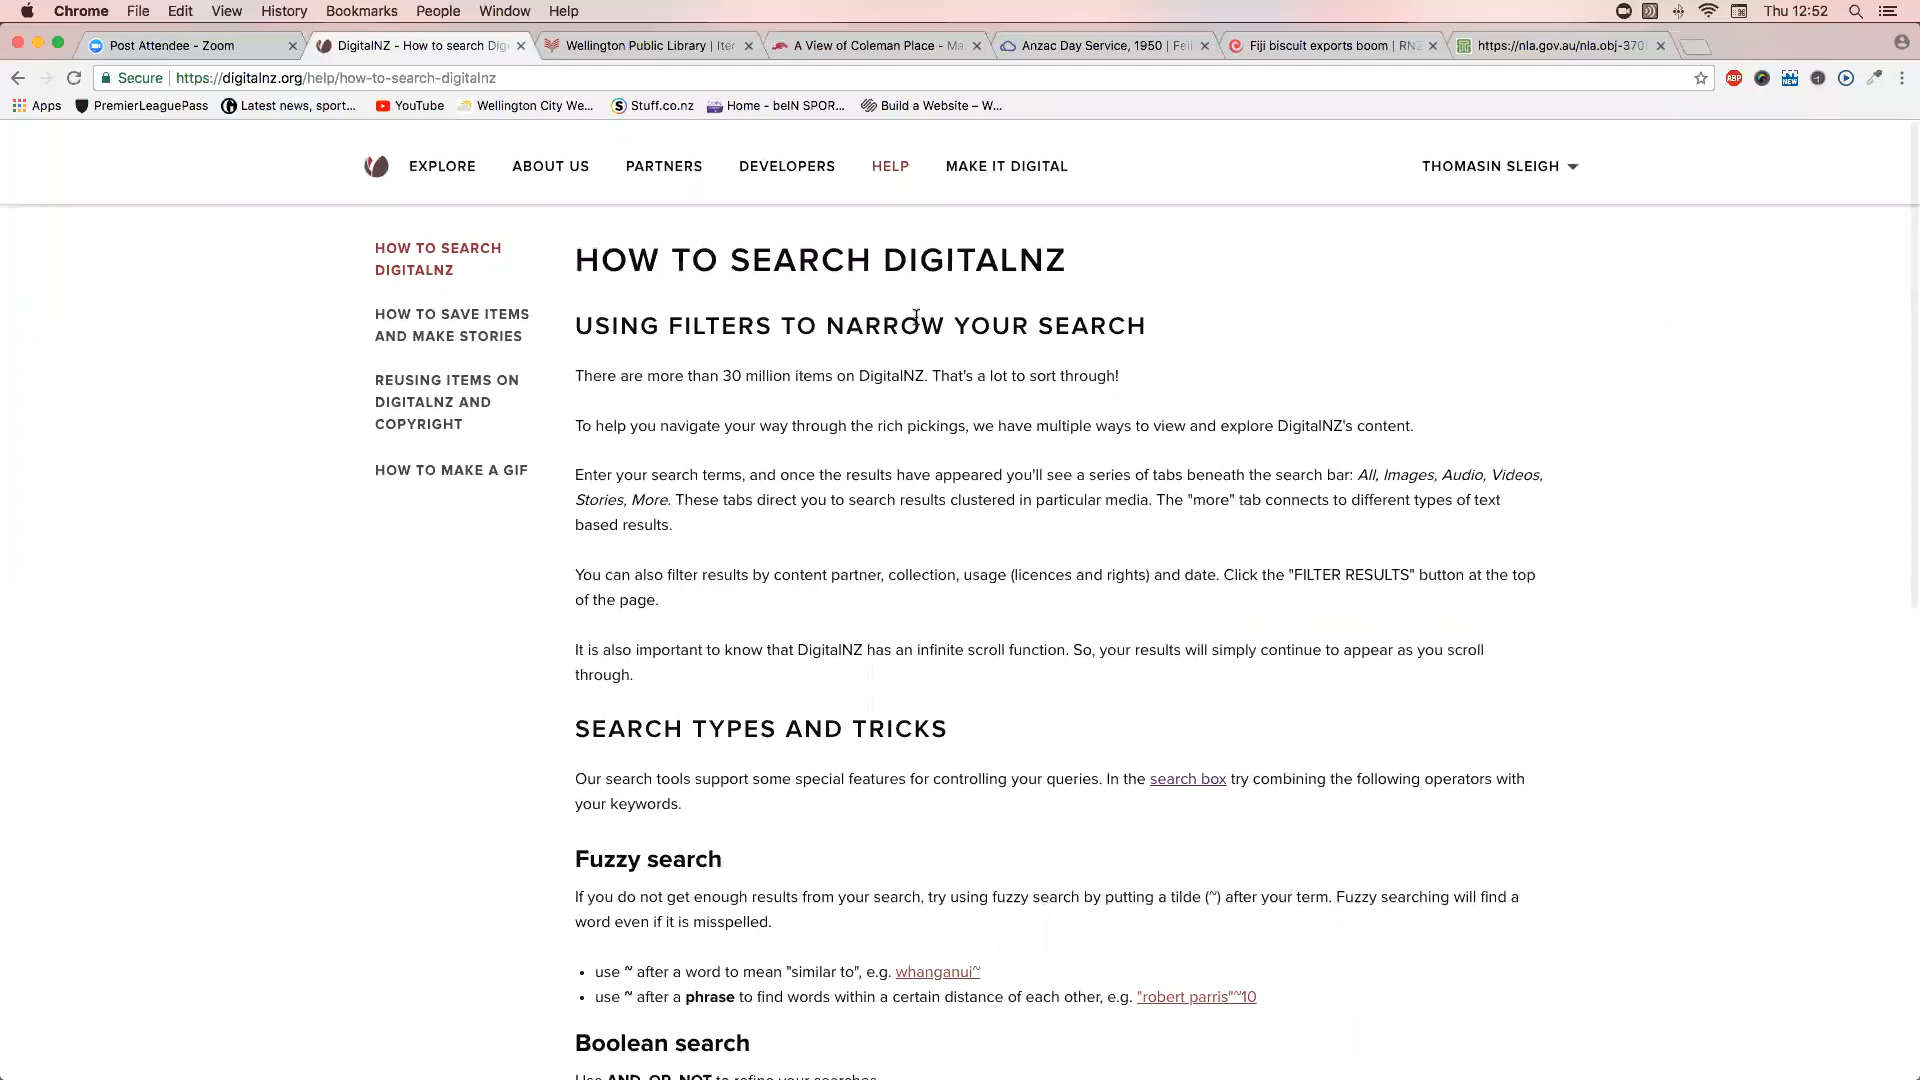 Chrome File Edit View History Bookmarks People Window Help Thu 12:52
Post Attendee - Zoom DigitalNZ - How to search Dig Wellington Public Library | Ite A View of Coleman Place - Ma Anzac Day Service, 1950 | Feil Fiji biscuit exports boom | RNZ https://nla.gov.au/nla.obj-370
Secure https://digitalnz.org/help/how-to-search-digitalnz ABP NEW
Apps PremierLeaguePass Latest news, sport... YouTube Wellington City We... Stuff.co.nz Home - beIN SPOR... Build a Website – W...
EXPLORE ABOUT US PARTNERS DEVELOPERS HELP MAKE IT DIGITAL THOMASIN SLEIGH
HOW TO SEARCH
DIGITALNZ
HOW TO SAVE ITEMS
AND MAKE STORIES
REUSING ITEMS ON
DIGITALNZ AND
COPYRIGHT
HOW TO MAKE A GIF
HOW TO SEARCH DIGITALNZ
USING FILTERS TO NARROW YOUR SEARCH
There are more than 30 million items on DigitalNZ. That's a lot to sort through!
To help you navigate your way through the rich pickings, we have multiple ways to view and explore DigitalNZ's content.
Enter your search terms, and once the results have appeared you'll see a series of tabs beneath the search bar: All, Images, Audio, Videos,
Stories, More. These tabs direct you to search results clustered in particular media. The "more" tab connects to different types of text
based results.
You can also filter results by content partner, collection, usage (licences and rights) and date. Click the "FILTER RESULTS" button at the top
of the page.
It is also important to know that DigitalNZ has an infinite scroll function. So, your results will simply continue to appear as you scroll
through.
SEARCH TYPES AND TRICKS
Our search tools support some special features for controlling your queries. In the search box try combining the following operators with
your keywords.
Fuzzy search
If you do not get enough results from your search, try using fuzzy search by putting a tilde (~) after your term. Fuzzy searching will find a
word even if it is misspelled.
• use ~ after a word to mean "similar to", e.g. whanganui~
• use ~ after a phrase to find words within a certain distance of each other, e.g. "robert parris"~10
Boolean search
Use AND, OR, NOT to refine your searches